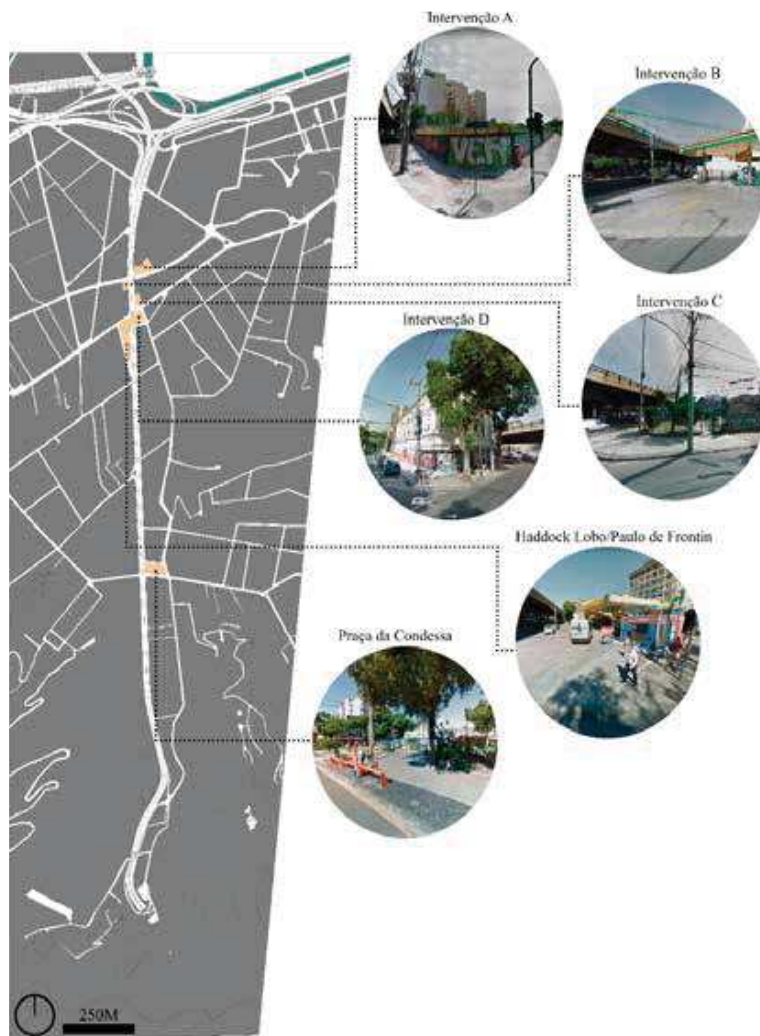 Intervenção A
Intervenção B
Intervenção C
Intervenção D
Haddock Lobo/Paulo de Frontin
Praça da Condessa
250M